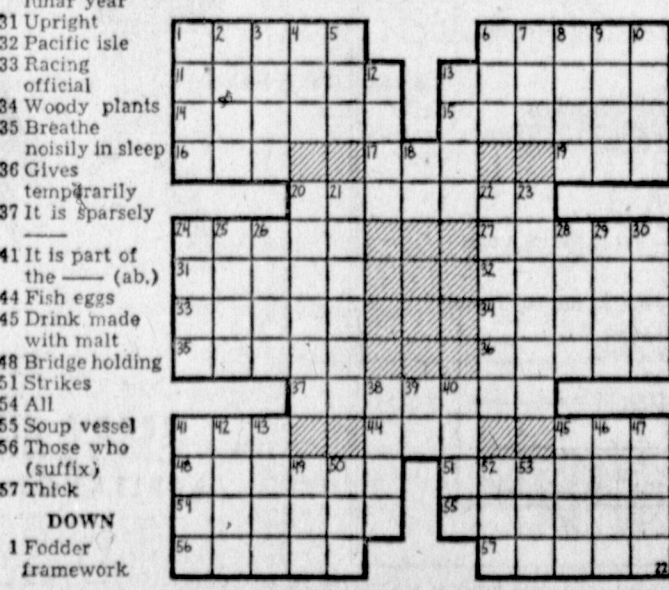 lunar year
31 Upright
32 Pacific isle
33 Racing
official
34 Woody plants
35 Breathe
noisily in sleep
36 Gives
temporarily
37 It is sparsely
——
41 It is part of
the —— (ab.)
44 Fish eggs
45 Drink made
with malt
48 Bridge holding
51 Strikes
54 All
55 Soup vessel
56 Those who
(suffix)
57 Thick
DOWN
1 Fodder
framework
1 2 3 4 5 6 7 8 9 10
11 12 13
14 15
16 17 18 19
20 21 22 23
24 25 26 27 28 29 30
31 32
33 34
35 36
37 38 39 40
41 42 43 44 45 46 47
48 49 50 51 52 53
54 55
56 57
22